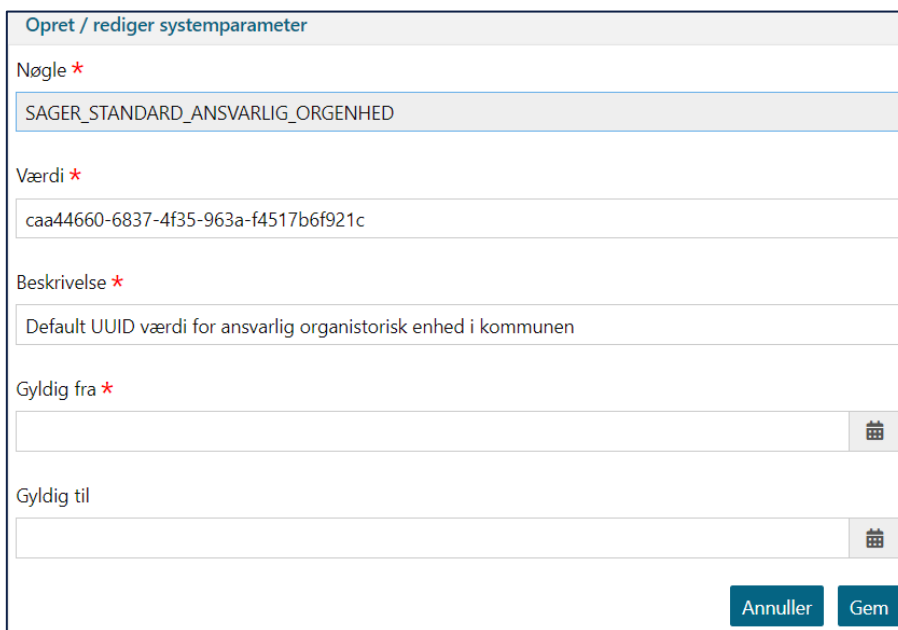 Opret / rediger systemparameter
Nøgle *
SAGER_STANDARD_ANSVARLIG_ORGENHED
Værdi *
caa44660-6837-4f35-963a-f4517b6f921c
Beskrivelse *
Default UUID værdi for ansvarlig organistorisk enhed i kommunen
Gyldig fra *
Gyldig til
Annuller Gem